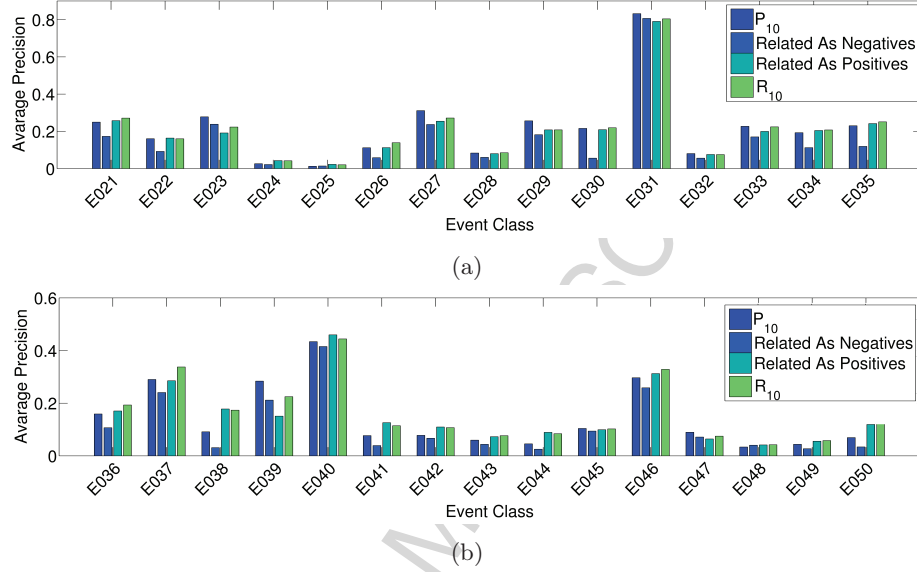 0.8
0.6
0.4
0.2
0
Avarage Precision
P10
Related As Negatives
Related As Positives
R10
E021 E022 E023 E024 E025 E026 E027 E028 E029 E030 E031 E032 E033 E034 E035
Event Class
(a)
0.6
0.4
0.2
0
Avarage Precision
P10
Related As Negatives
Related As Positives
R10
E036 E037 E038 E039 E040 E041 E042 E043 E044 E045 E046 E047 E048 E049 E050
Event Class
(b)